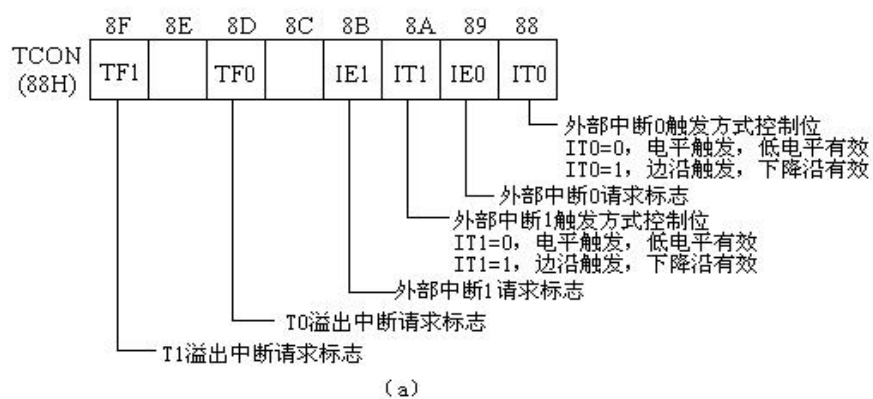 8F 8E 8D 8C 8B 8A 89 88
TCON
(88H)
TF1 TF0 IE1 IT1 IE0 IT0
外部中断0触发方式控制位
IT0=0，电平触发，低电平有效
IT0=1，边沿触发，下降沿有效
外部中断0请求标志
外部中断1触发方式控制位
IT1=0，电平触发，低电平有效
IT1=1，边沿触发，下降沿有效
外部中断1请求标志
T0溢出中断请求标志
T1溢出中断请求标志
（a）